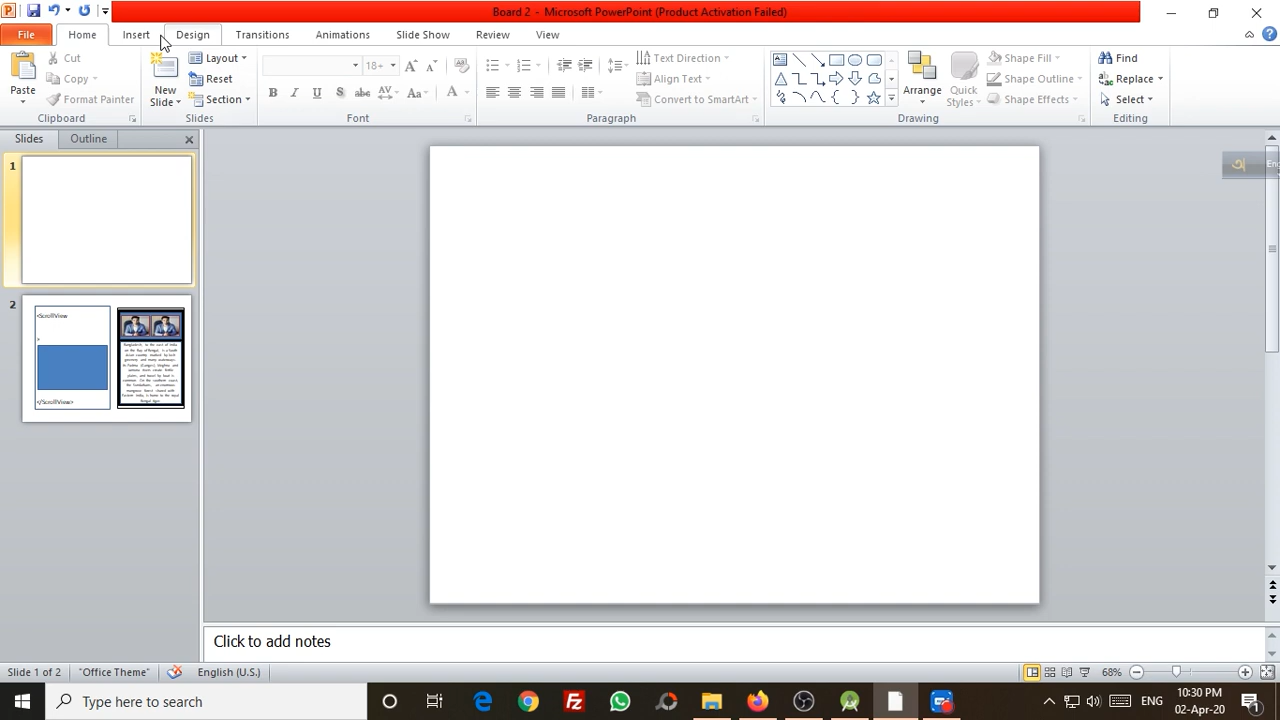 Board 2 - Microsoft PowerPoint (Product Activation Failed)
File Home Insert Design Transitions Animations Slide Show Review View
Paste
Cut
Copy
Format Painter
Clipboard
New Slide
Layout
Reset
Section
Slides
18+
B I U S abc AV Aa A
Font
Text Direction
Align Text
Convert to SmartArt
Paragraph
Arrange
Quick Styles
Shape Fill
Shape Outline
Shape Effects
Drawing
Find
Replace
Select
Editing
Slides Outline
1
2
<ScrollView
>
</ScrollView>
অ
Click to add notes
Slide 1 of 2 "Office Theme" English (U.S.) 68%
Type here to search
ENG
10:30 PM
02-Apr-20
1